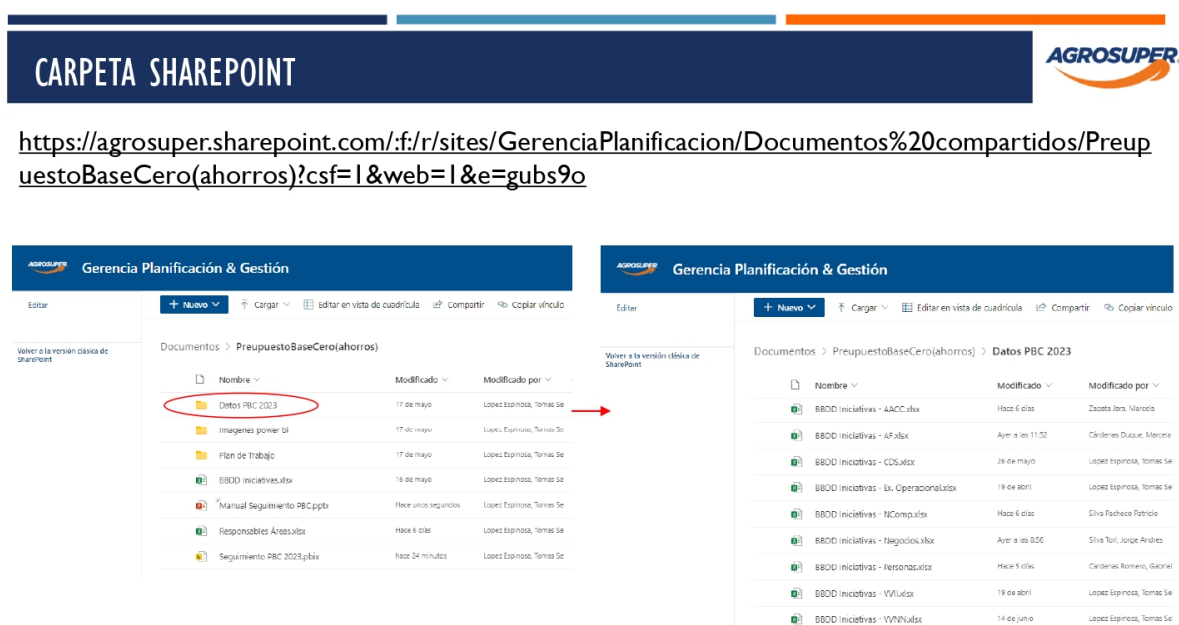 CARPETA SHAREPOINT
AGROSUPER
https://agrosuper.sharepoint.com/:f:/r/sites/GerenciaPlanificacion/Documentos%20compartidos/Preup
uestoBaseCero(ahorros)?csf=1&web=1&e=gubs9o
AGROSUPER Gerencia Planificación & Gestión
Editar
+ Nuevo Cargar Editar en vista de cuadrícula Compartir Copiar vínculo
Volver a la versión clásica de
SharePoint
Documentos > PreupuestoBaseCero(ahorros)
Nombre Modificado Modificado por
Datos PBC 2023 17 de mayo Lopez Espinosa, Tomas Se
Imagenes power bi 17 de mayo Lopez Espinosa, Tomas Se
Plan de Trabajo 17 de mayo Lopez Espinosa, Tomas Se
BBDD Iniciativas.xlsx 16 de mayo Lopez Espinosa, Tomas Se
Manual Seguimiento PBC.pptx Hace unos segundos Lopez Espinosa, Tomas Se
Responsables Áreas.xlsx Hace 6 días Lopez Espinosa, Tomas Se
Seguimiento PBC 2023.pbix hace 24 minutos Lopez Espinosa, Tomas Se
AGROSUPER Gerencia Planificación & Gestión
Editar
+ Nuevo Cargar Editar en vista de cuadrícula Compartir Copiar vínculo
Volver a la versión clásica de
SharePoint
Documentos > PreupuestoBaseCero(ahorros) > Datos PBC 2023
Nombre Modificado Modificado por
BBDD Iniciativas - AACC.xlsx Hace 6 días Zapata Jara, Marcela
BBDD Iniciativas - AF.xlsx Ayer a las 11:52 Cárdenas Duque, Marcela
BBDD Iniciativas - CDS.xlsx 26 de mayo Lopez Espinosa, Tomas Se
BBDD Iniciativas - Ex. Operacional.xlsx 19 de abril Lopez Espinosa, Tomas Se
BBDD Iniciativas - NComp.xlsx Hace 6 días Silva Pacheco Patricio
BBDD Iniciativas - Negocios.xlsx Ayer a las 8:56 Silva Tori, Jorge Andres
BBDD Iniciativas - Personas.xlsx Hace 5 días Cardenas Romero, Gabriel
BBDD Iniciativas - VVII.xlsx 19 de abril Lopez Espinosa, Tomas Se
BBDD Iniciativas - VVNN.xlsx 14 de junio Lopez Espinosa, Tomas Se